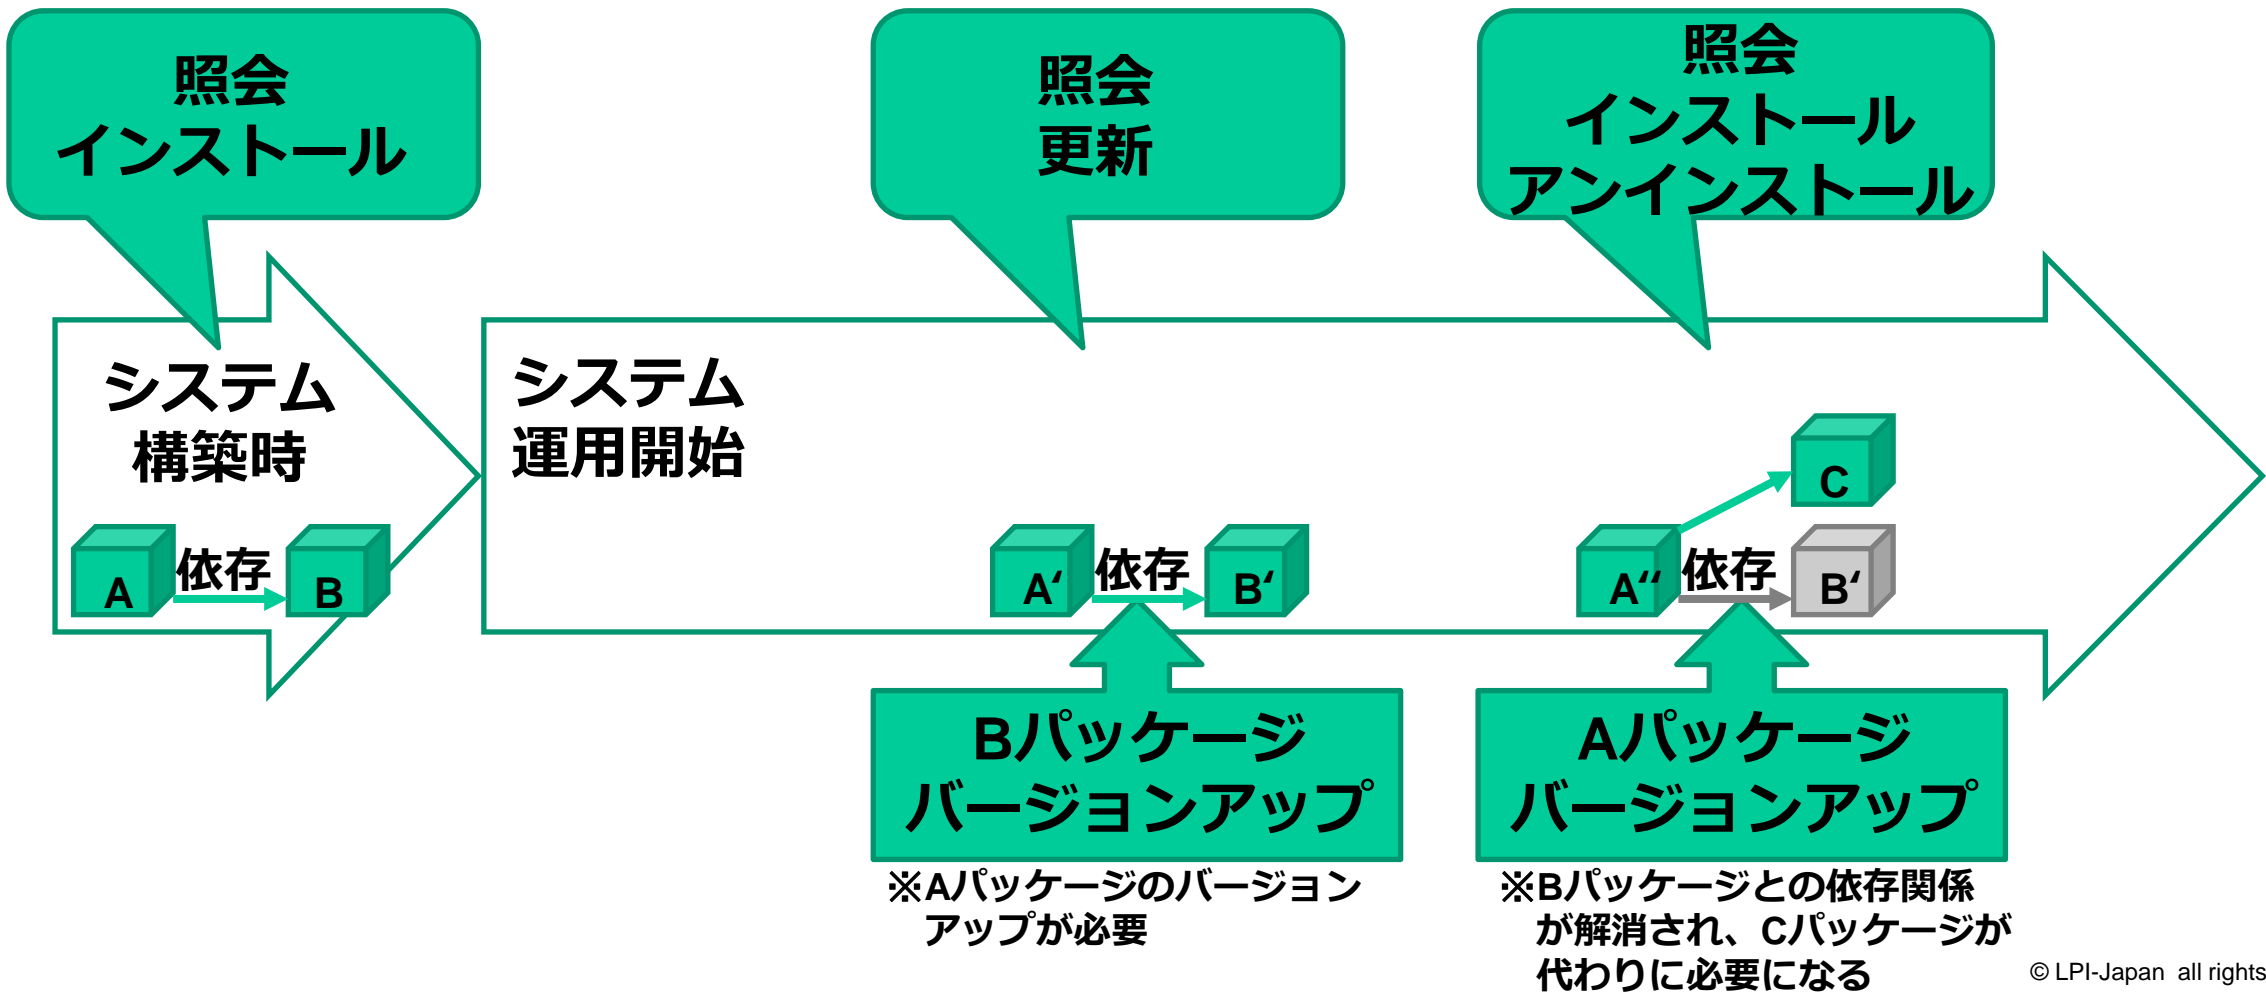 照会
インストール
照会
更新
照会
インストール
アンインストール
システム
構築時
システム
運用開始
A
依存
B
A‘
依存
B‘
A‘‘
依存
C
B‘
Bパッケージ
バージョンアップ
Aパッケージ
バージョンアップ
※Aパッケージのバージョン
アップが必要
※Bパッケージとの依存関係
が解消され、Cパッケージが
代わりに必要になる
© LPI-Japan all rights